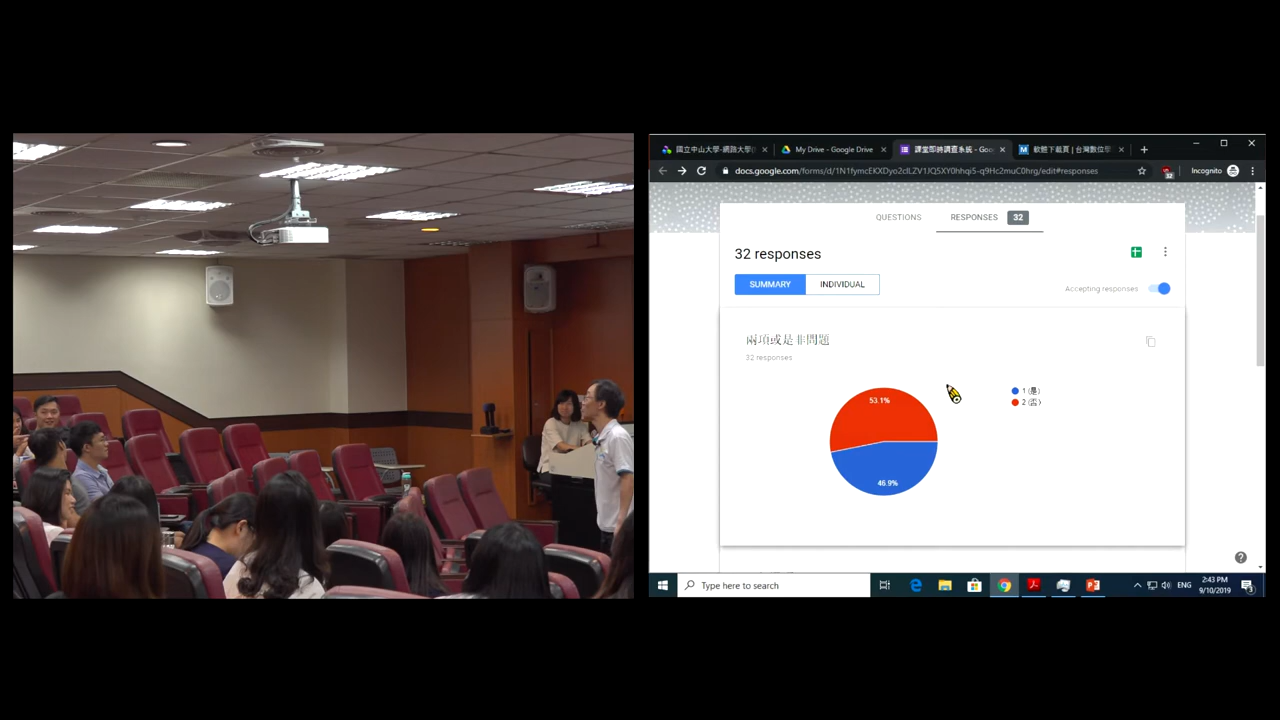 國立中山大學-網路大學(
My Drive - Google Drive
課堂即時調查系統 - Goo
軟體下載頁 | 台灣數位學
docs.google.com/forms/d/1N1fymcEKXDyo2clLZV1JQ5XY0hhqi5-q9Hc2muC0hrg/edit#responses
32
Incognito
QUESTIONS
RESPONSES 32
32 responses
SUMMARY
INDIVIDUAL
Accepting responses
兩項或是非問題
32 responses
53.1%
46.9%
1 (是)
2 (否)
Type here to search
ENG
2:43 PM
9/10/2019
3